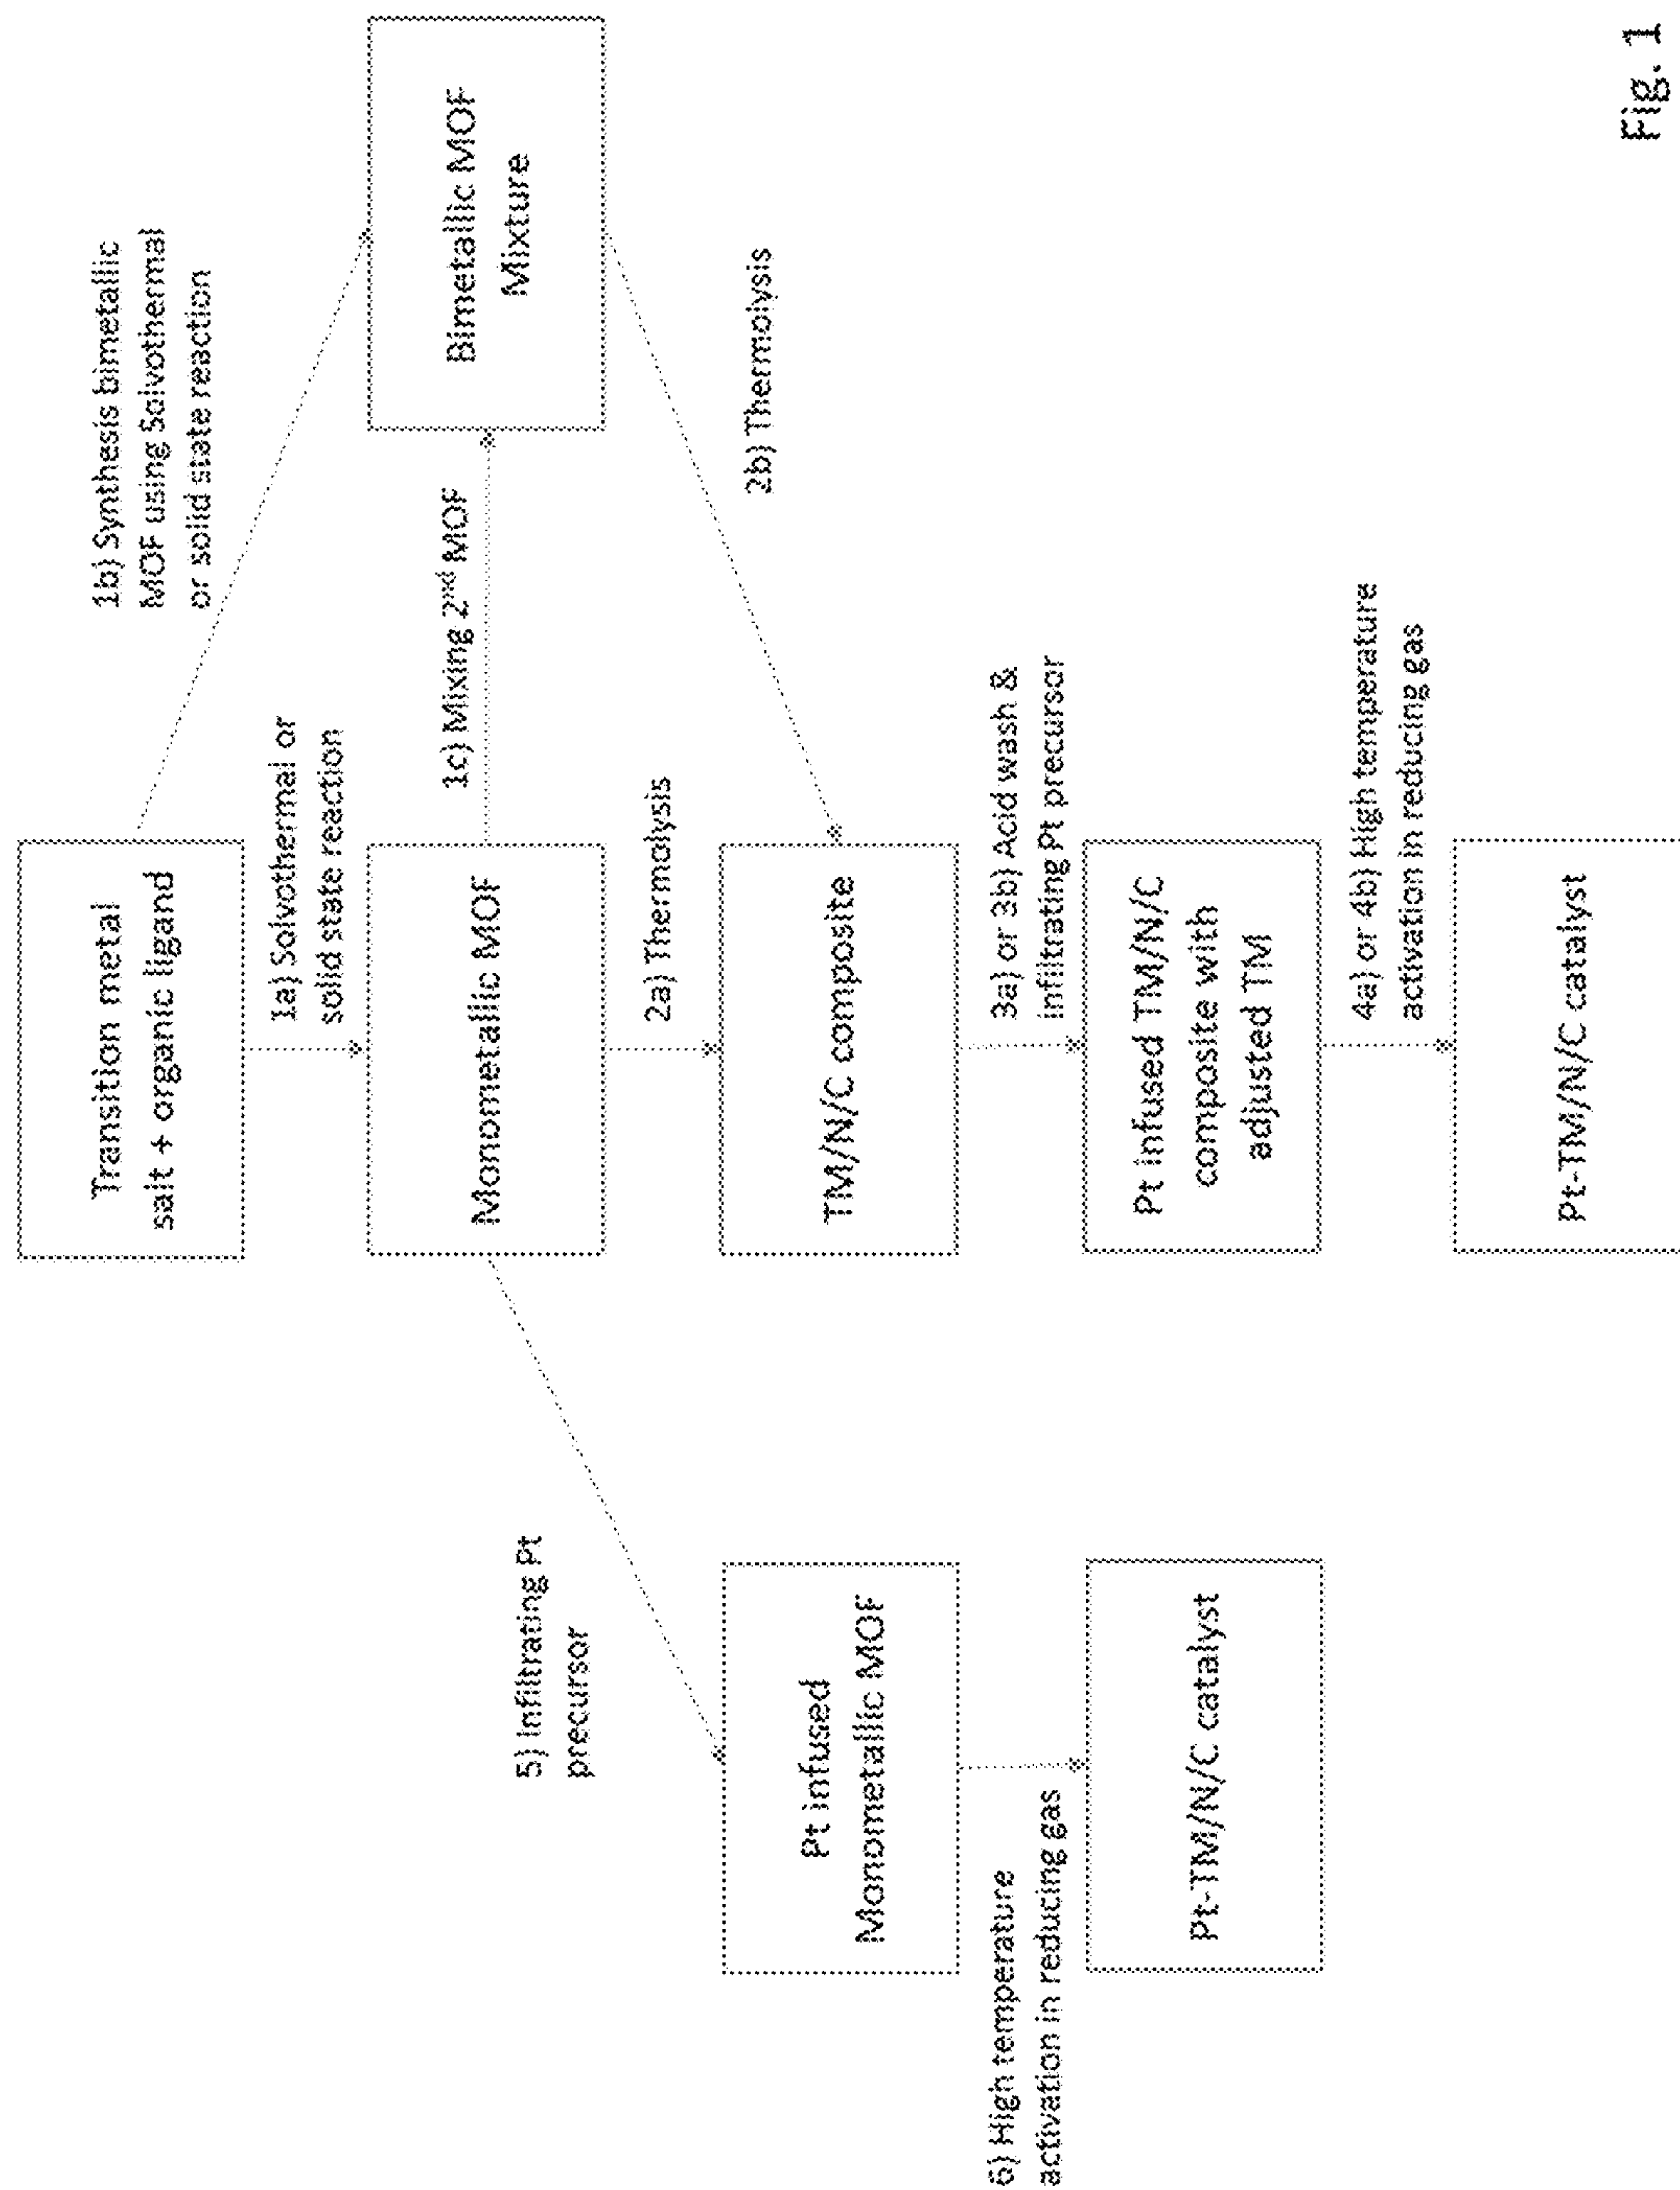 Transition metal
salt + organic ligand
1b) Synthesis bimetallic
MOF using Solvothermal
or solid state reaction
1a) Solvothermal or
solid state reaction
Monometallic MOF
1c) Mixing 2nd MOF
Bimetallic MOF
Mixture
5) Infiltrating Pt
precursor
2a) Thermolysis
2b) Thermolysis
Pt infused
Monometallic MOF
TM/N/C composite
6) High temperature
activation in reducing gas
3a) or 3b) Acid wash &
infiltrating Pt precursor
Pt-TM/N/C catalyst
Pt infused TM/N/C
composite with
adjusted TM
4a) or 4b) High temperature
activation in reducing gas
Pt-TM/N/C catalyst
Fig. 1